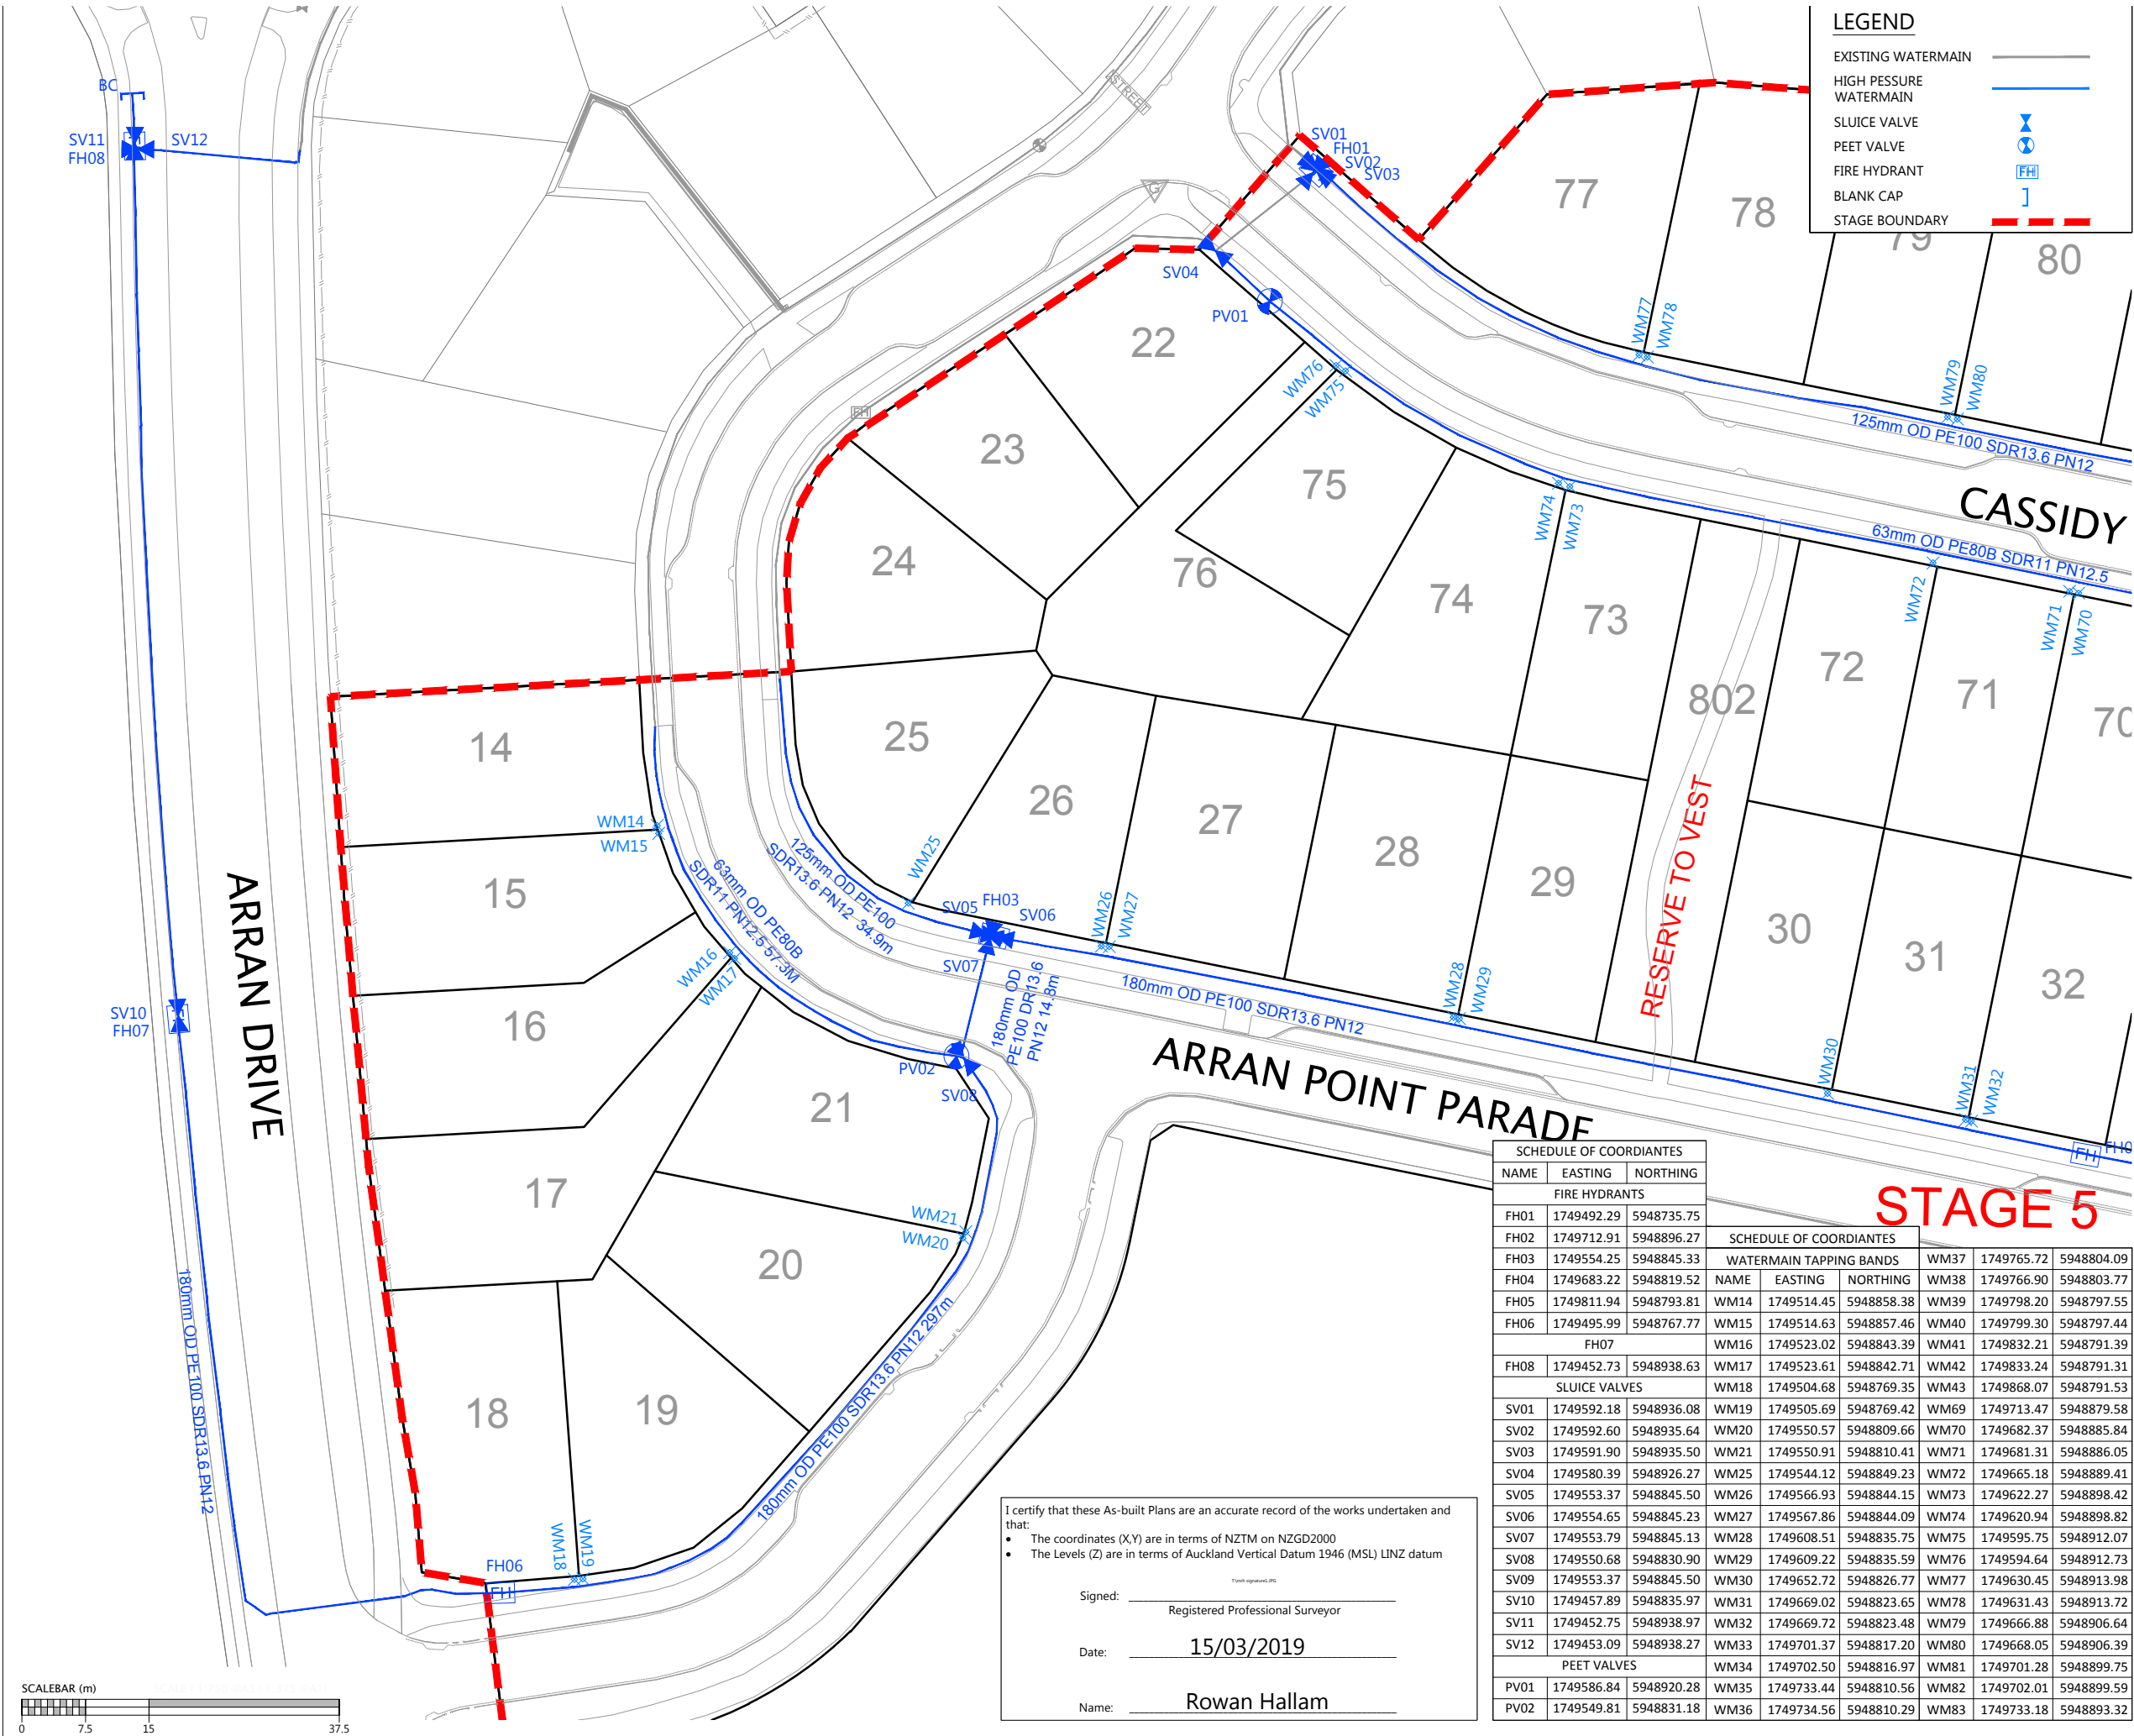 LEGEND
EXISTING WATERMAIN
HIGH PESSURE
WATERMAIN
SLUICE VALVE
PEET VALVE
FIRE HYDRANT
FH
BLANK CAP
STAGE BOUNDARY
BC
SV11
FH08
SV12
STREET
G
SV01
FH01
SV02
SV03
SV04
PV01
77
78
79
80
WM77
WM78
WM79
WM80
125mm OD PE100 SDR13.6 PN12
CASSIDY
63mm OD PE80B SDR11 PN12.5
22
23
24
75
76
74
73
802
72
71
70
WM76
WM75
WM74
WM73
WM72
WM71
WM70
FH
14
15
16
17
18
19
20
21
25
26
27
28
29
30
31
32
RESERVE TO VEST
WM14
WM15
WM16
WM17
WM25
63mm OD PE80B
SDR11 PN12.5 57.3M
125mm OD PE100
SDR13.6 PN12 34.9m
SV05
FH03
SV06
SV07
WM26
WM27
180mm OD
PE100 DR13.6
PN12 14.8m
180mm OD PE100 SDR13.6 PN12
WM28
WM29
WM30
WM31
WM32
FH
PV02
SV08
SV10
FH07
ARRAN DRIVE
ARRAN POINT PARADE
WM21
WM20
180mm OD PE100 SDR13.6 PN12 297m
180mm OD PE100 SDR13.6 PN12
WM18
WM19
FH06
FH
STAGE 5
SCHEDULE OF COORDIANTES
NAME EASTING NORTHING
FIRE HYDRANTS
FH01 1749492.29 5948735.75
FH02 1749712.91 5948896.27
FH03 1749554.25 5948845.33
FH04 1749683.22 5948819.52
FH05 1749811.94 5948793.81
FH06 1749495.99 5948767.77
FH07
FH08 1749452.73 5948938.63
SLUICE VALVES
SV01 1749592.18 5948936.08
SV02 1749592.60 5948935.64
SV03 1749591.90 5948935.50
SV04 1749580.39 5948926.27
SV05 1749553.37 5948845.50
SV06 1749554.65 5948845.23
SV07 1749553.79 5948845.13
SV08 1749550.68 5948830.90
SV09 1749553.37 5948845.50
SV10 1749457.89 5948835.97
SV11 1749452.75 5948938.97
SV12 1749453.09 5948938.27
PEET VALVES
PV01 1749586.84 5948920.28
PV02 1749549.81 5948831.18
SCHEDULE OF COORDIANTES
WATERMAIN TAPPING BANDS
NAME EASTING NORTHING
WM14 1749514.45 5948858.38
WM15 1749514.63 5948857.46
WM16 1749523.02 5948843.39
WM17 1749523.61 5948842.71
WM18 1749504.68 5948769.35
WM19 1749505.69 5948769.42
WM20 1749550.57 5948809.66
WM21 1749550.91 5948810.41
WM25 1749544.12 5948849.23
WM26 1749566.93 5948844.15
WM27 1749567.86 5948844.09
WM28 1749608.51 5948835.75
WM29 1749609.22 5948835.59
WM30 1749652.72 5948826.77
WM31 1749669.02 5948823.65
WM32 1749669.72 5948823.48
WM33 1749701.37 5948817.20
WM34 1749702.50 5948816.97
WM35 1749733.44 5948810.56
WM36 1749734.56 5948810.29
WM37 1749765.72 5948804.09
WM38 1749766.90 5948803.77
WM39 1749798.20 5948797.55
WM40 1749799.30 5948797.44
WM41 1749832.21 5948791.39
WM42 1749833.24 5948791.31
WM43 1749868.07 5948791.53
WM69 1749713.47 5948879.58
WM70 1749682.37 5948885.84
WM71 1749681.31 5948886.05
WM72 1749665.18 5948889.41
WM73 1749622.27 5948898.42
WM74 1749620.94 5948898.82
WM75 1749595.75 5948912.07
WM76 1749594.64 5948912.73
WM77 1749630.45 5948913.98
WM78 1749631.43 5948913.72
WM79 1749666.88 5948906.64
WM80 1749668.05 5948906.39
WM81 1749701.28 5948899.75
WM82 1749702.01 5948899.59
WM83 1749733.18 5948893.32
I certify that these As-built Plans are an accurate record of the works undertaken and
that:
• The coordinates (X,Y) are in terms of NZTM on NZGD2000
• The Levels (Z) are in terms of Auckland Vertical Datum 1946 (MSL) LINZ datum
Signed:
Registered Professional Surveyor
Date: 15/03/2019
Name: Rowan Hallam
SCALEBAR (m)
0 7.5 15 37.5